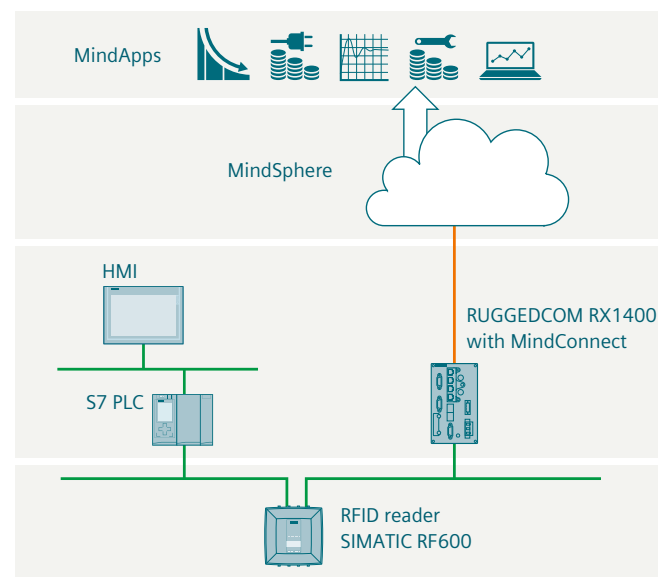 MindApps
MindSphere
HMI
RUGGEDCOM RX1400
with MindConnect
S7 PLC
RFID reader
SIMATIC RF600